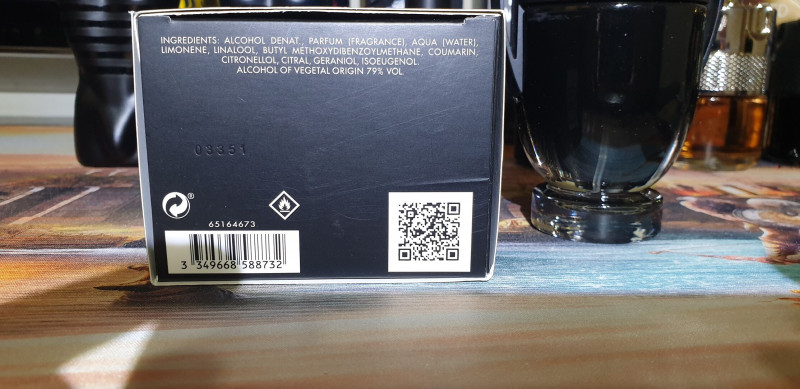 INGREDIENTS: ALCOHOL DENAT., PARFUM (FRAGRANCE), AQUA (WATER),
LIMONENE, LINALOOL, BUTYL METHOXYDIBENZOYLMETHANE, COUMARIN,
CITRONELLOL, CITRAL, GERANIOL, ISOEUGENOL.
ALCOHOL OF VEGETAL ORIGIN 79% VOL
03351
®
65164673
3 349668 588732